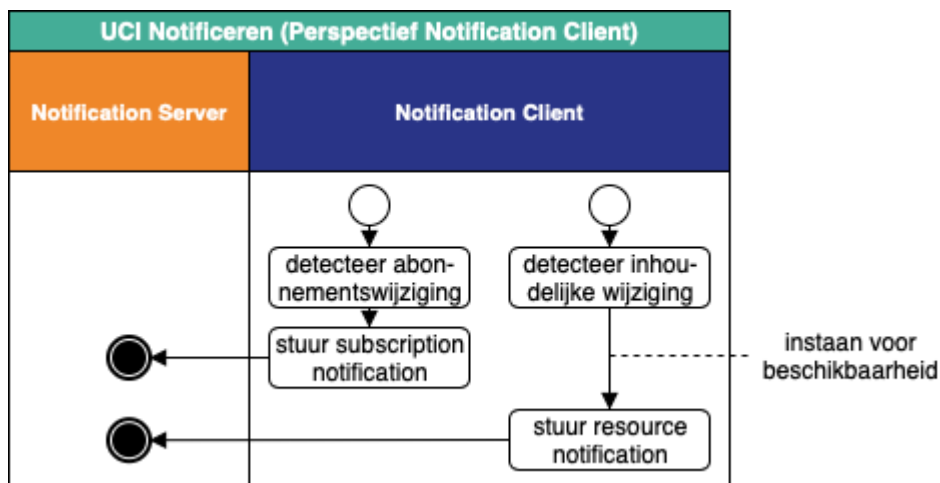 UCI Notificeren (Perspectief Notification Client)
Notification Server
Notification Client
detecteer abon-
nementswijziging
detecteer inhou-
delijke wijziging
stuur subscription
notification
instaan voor
beschikbaarheid
stuur resource
notification